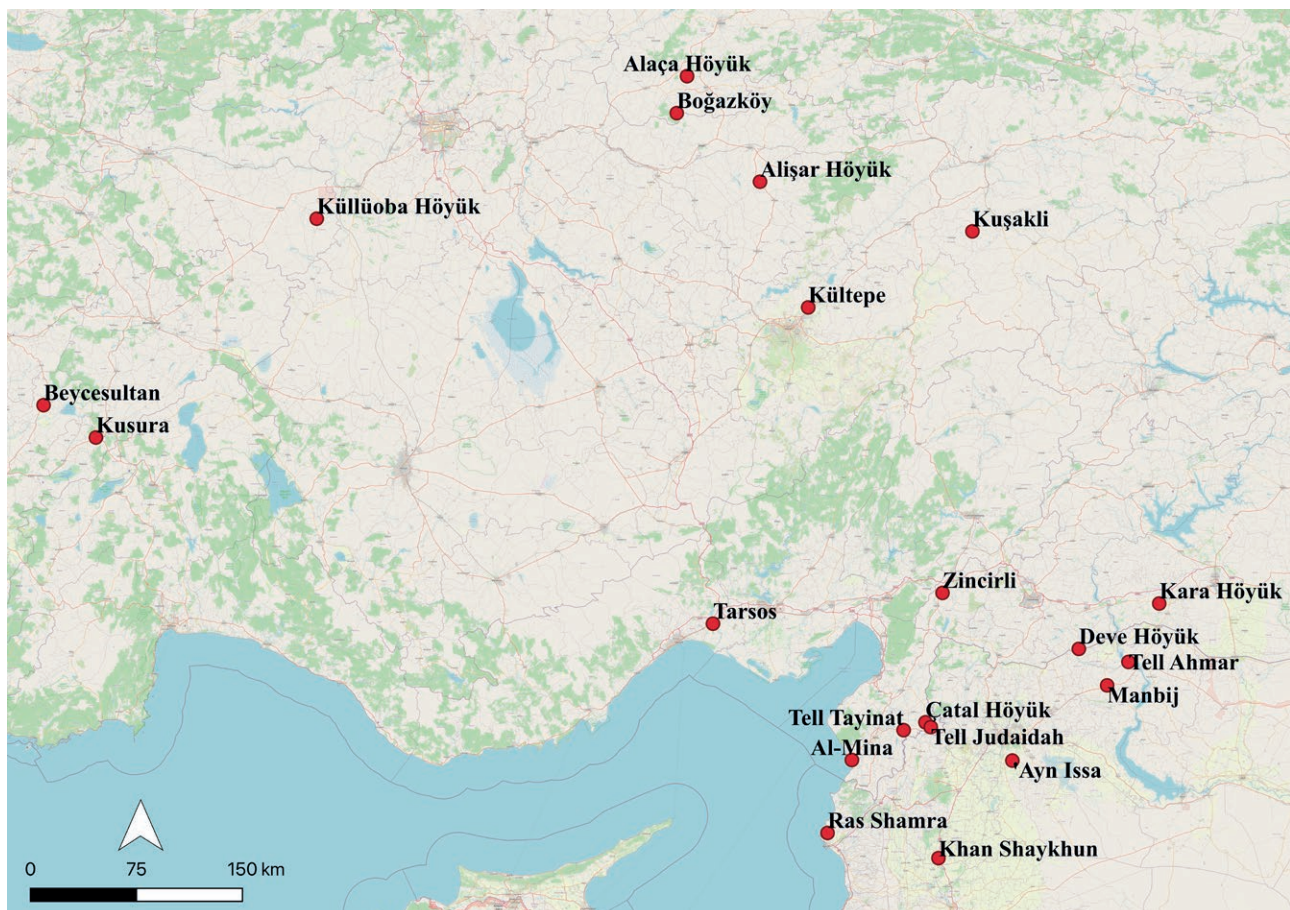 Alaça Höyük
Boğazköy
Alişar Höyük
Küllüoba Höyük
Kuşakli
Kültepe
Beycesultan
Kusura
Zincirli
Kara Höyük
Tarsos
Deve Höyük
Tell Ahmar
Manbij
Çatal Höyük
Tell Tayinat
Tell Judaidah
Al-Mina
'Ayn Issa
Ras Shamra
Khan Shaykhun
0 75 150 km